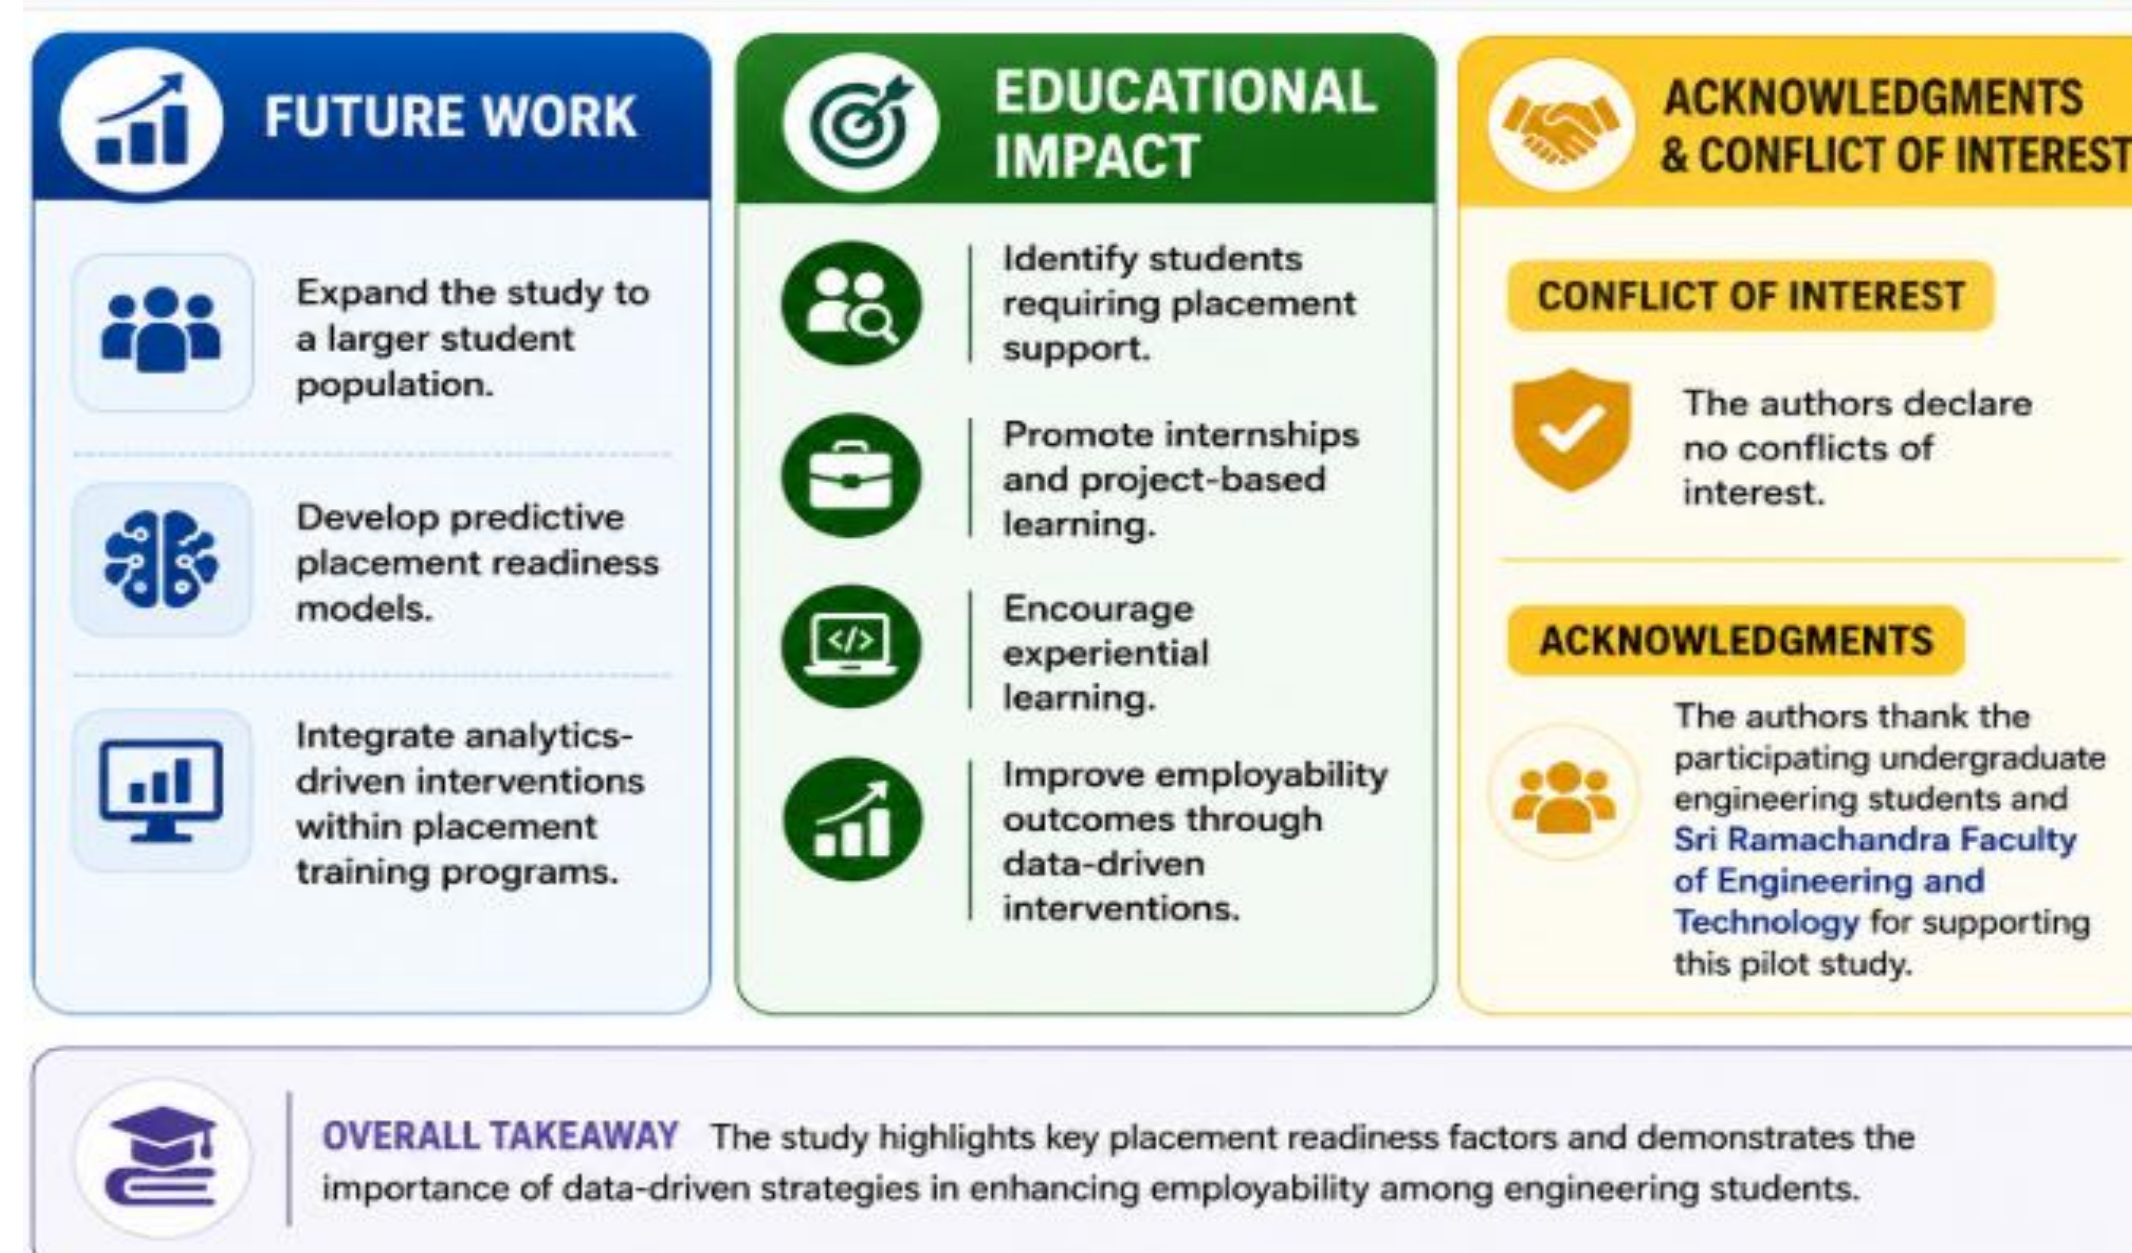 FUTURE WORK
Expand the study to
a larger student
population.
Develop predictive
placement readiness
models.
Integrate analytics-
driven interventions
within placement
training programs.
EDUCATIONAL
IMPACT
Identify students
requiring placement
support.
Promote internships
and project-based
learning.
</>
Encourage
experiential
learning.
Improve employability
outcomes through
data-driven
interventions.
ACKNOWLEDGMENTS
& CONFLICT OF INTEREST
CONFLICT OF INTEREST
The authors declare
no conflicts of
interest.
ACKNOWLEDGMENTS
The authors thank the
participating undergraduate
engineering students and
Sri Ramachandra Faculty
of Engineering and
Technology for supporting
this pilot study.
OVERALL TAKEAWAY The study highlights key placement readiness factors and demonstrates the
importance of data-driven strategies in enhancing employability among engineering students.